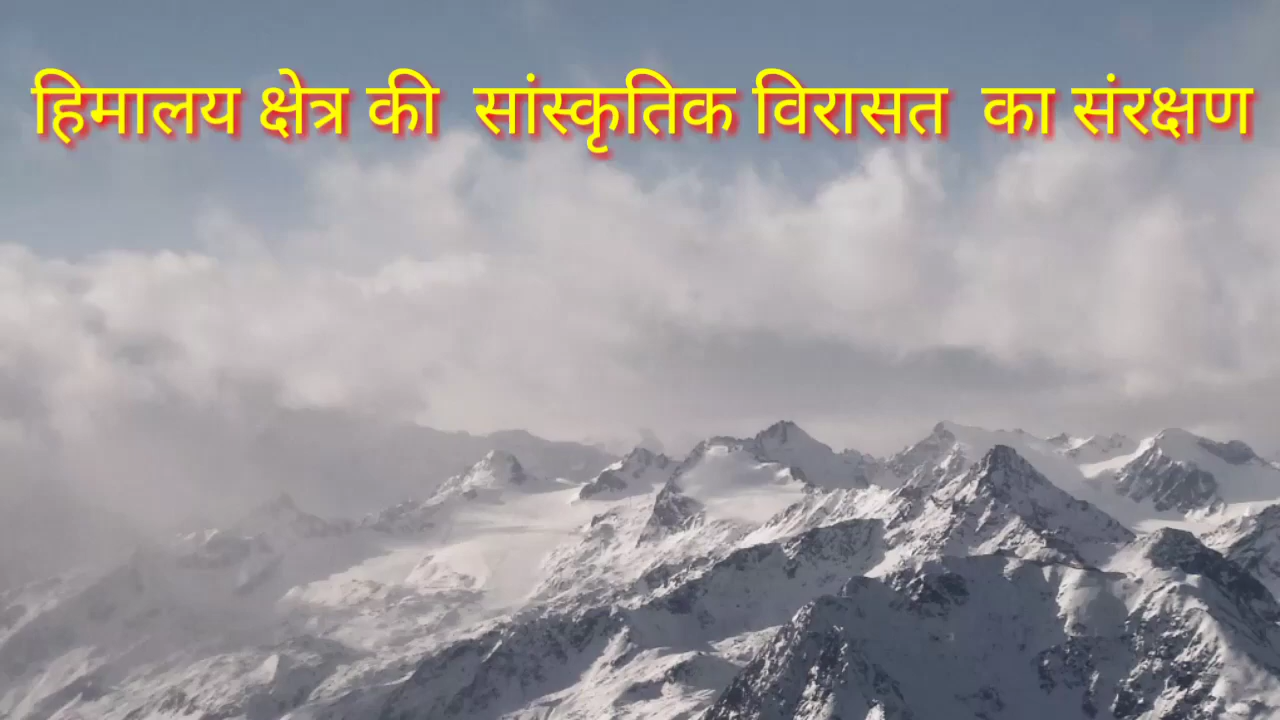 हिमालय क्षेत्र की सांस्कृतिक विरासत का संरक्षण